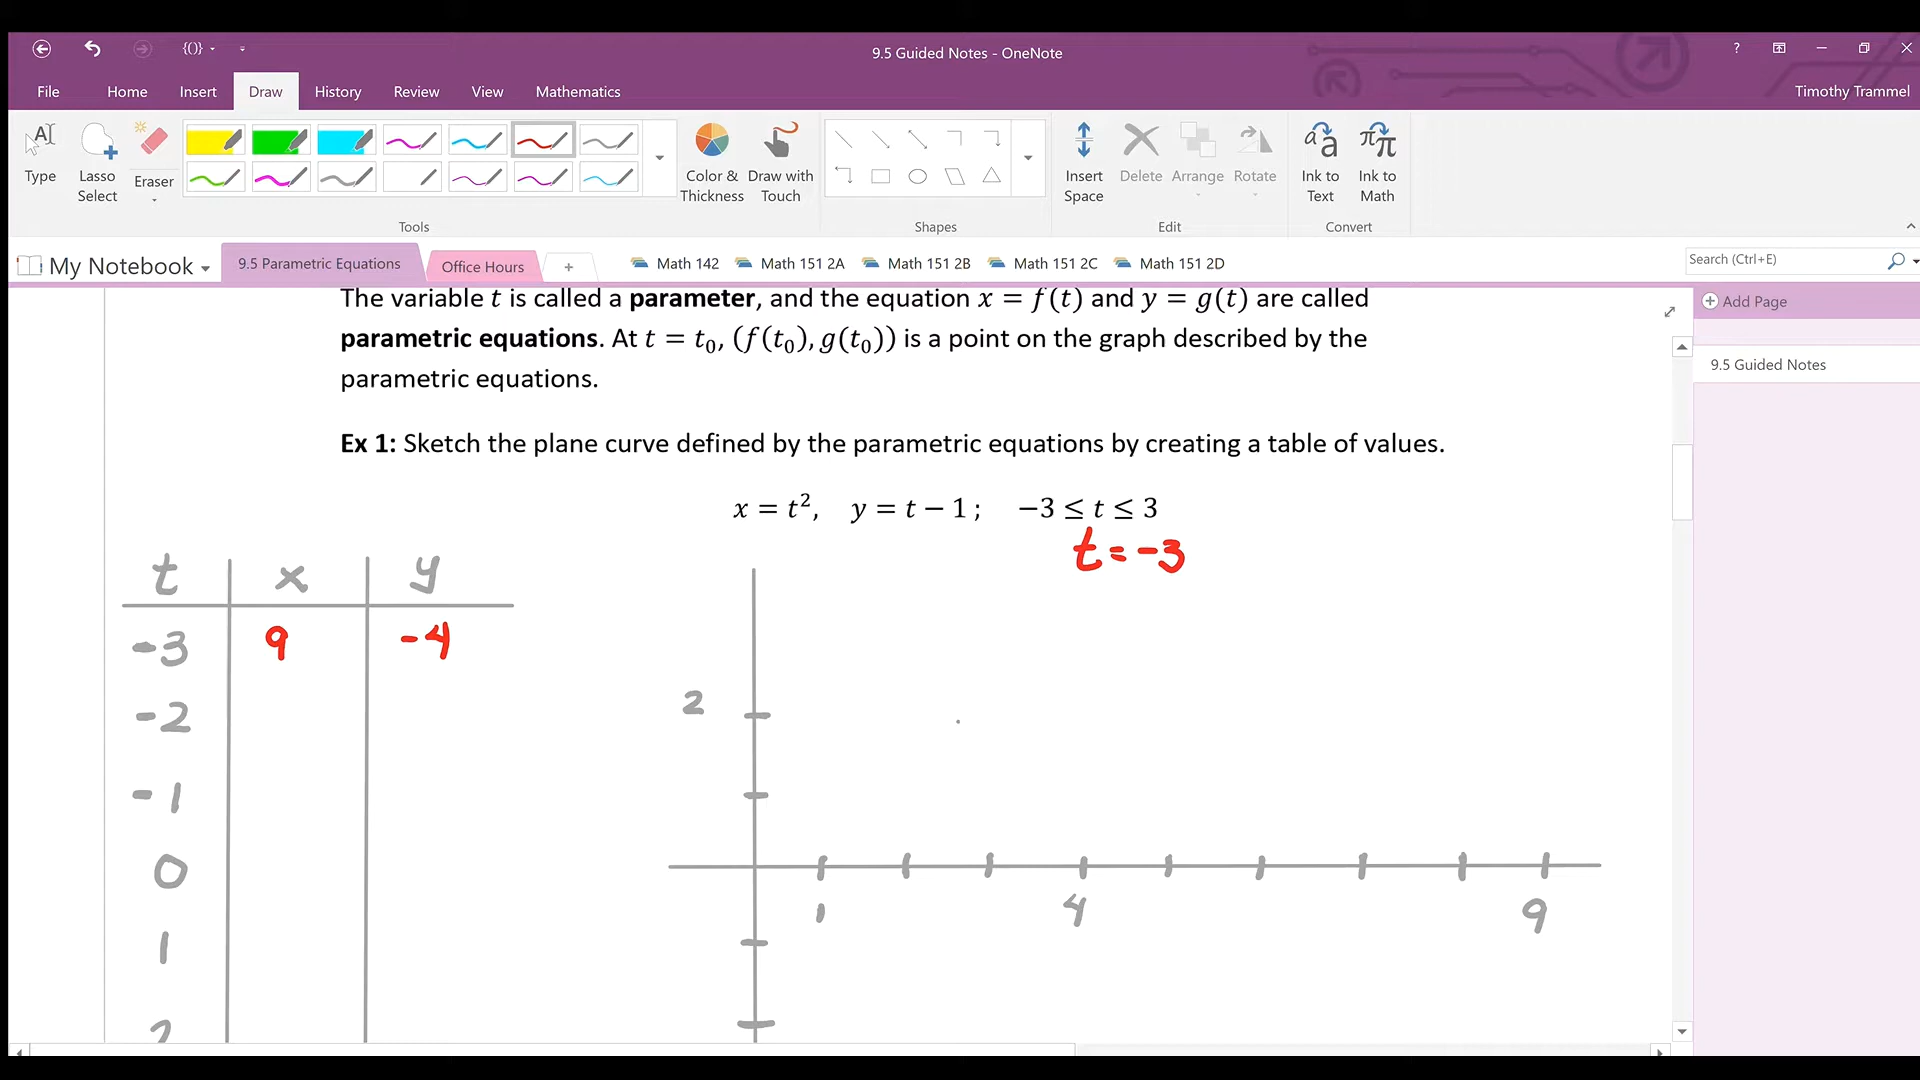 9.5 Guided Notes - OneNote
File Home Insert Draw History Review View Mathematics Timothy Trammel
Type Lasso Select Eraser Color & Thickness Draw with Touch Insert Space Delete Arrange Rotate Ink to Text Ink to Math
Tools Shapes Edit Convert
My Notebook 9.5 Parametric Equations Office Hours + Math 142 Math 151 2A Math 151 2B Math 151 2C Math 151 2D Search (Ctrl+E)
Add Page
9.5 Guided Notes
The variable t is called a parameter, and the equation x = f(t) and y = g(t) are called
parametric equations. At t = t₀, (f(t₀), g(t₀)) is a point on the graph described by the
parametric equations.
Ex 1: Sketch the plane curve defined by the parametric equations by creating a table of values.
x = t², y = t − 1 ; −3 ≤ t ≤ 3
t = -3
t x y
-3 9 -4
-2
-1
0
1
2
2
1 4 9